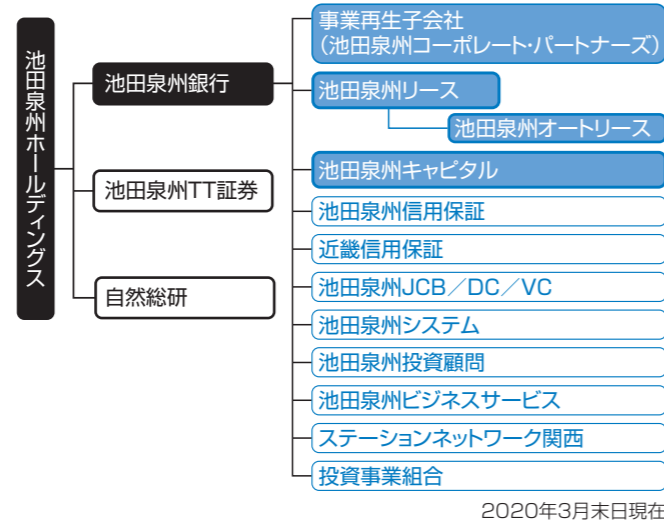 池田泉州ホールディングス
池田泉州銀行
池田泉州TT証券
自然総研
事業再生子会社
(池田泉州コーポレート・パートナーズ)
池田泉州リース
池田泉州オートリース
池田泉州キャピタル
池田泉州信用保証
近畿信用保証
池田泉州JCB/DC/VC
池田泉州システム
池田泉州投資顧問
池田泉州ビジネスサービス
ステーションネットワーク関西
投資事業組合
2020年3月末日現在